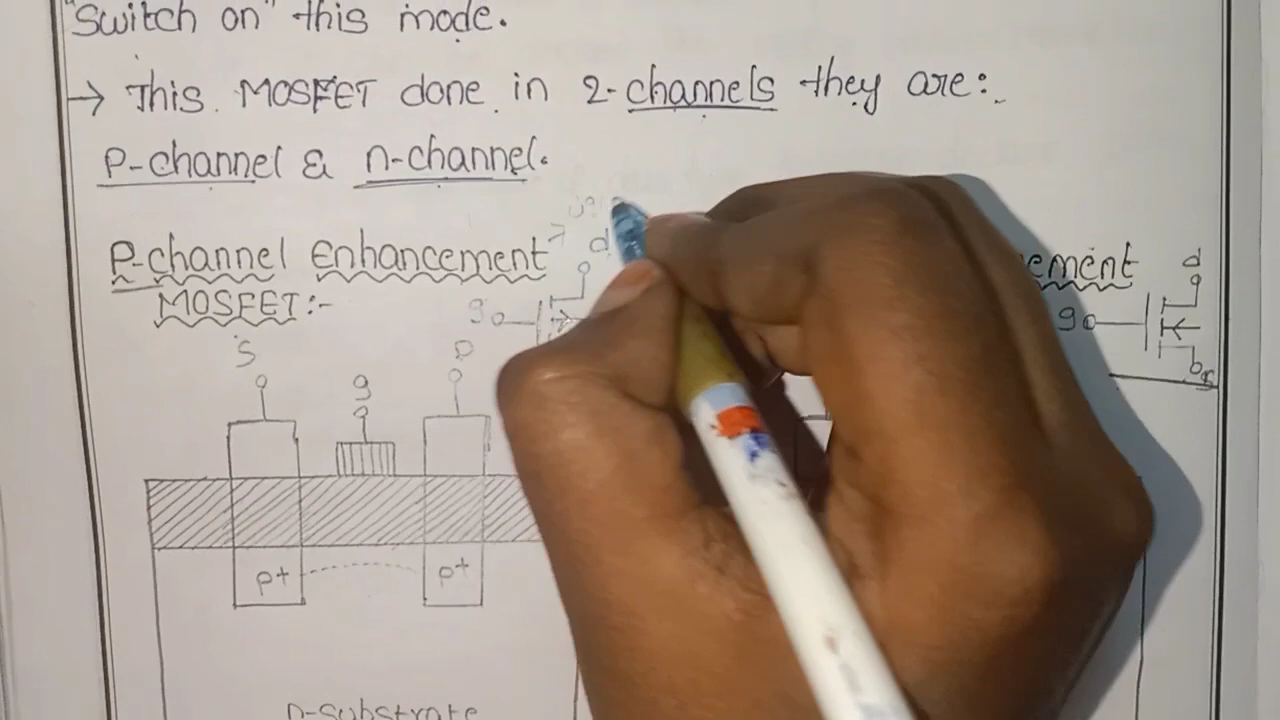 "Switch on" this mode.
→ This MOSFET done in 2-channels they are:
P-channel & n-channel.
P-channel Enhancement
MOSFET:-
ement
d
g
d
g
S
D
g
p+
p+
n-substrate